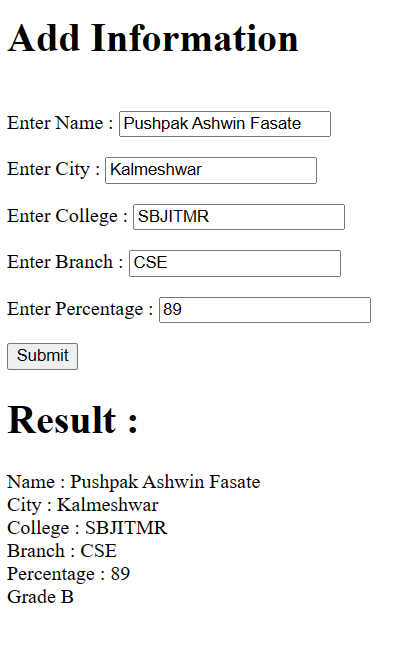 Add Information
Enter Name : Pushpak Ashwin Fasate
Enter City : Kalmeshwar
Enter College : SBJITMR
Enter Branch : CSE
Enter Percentage : 89
Submit
Result :
Name : Pushpak Ashwin Fasate
City : Kalmeshwar
College : SBJITMR
Branch : CSE
Percentage : 89
Grade B